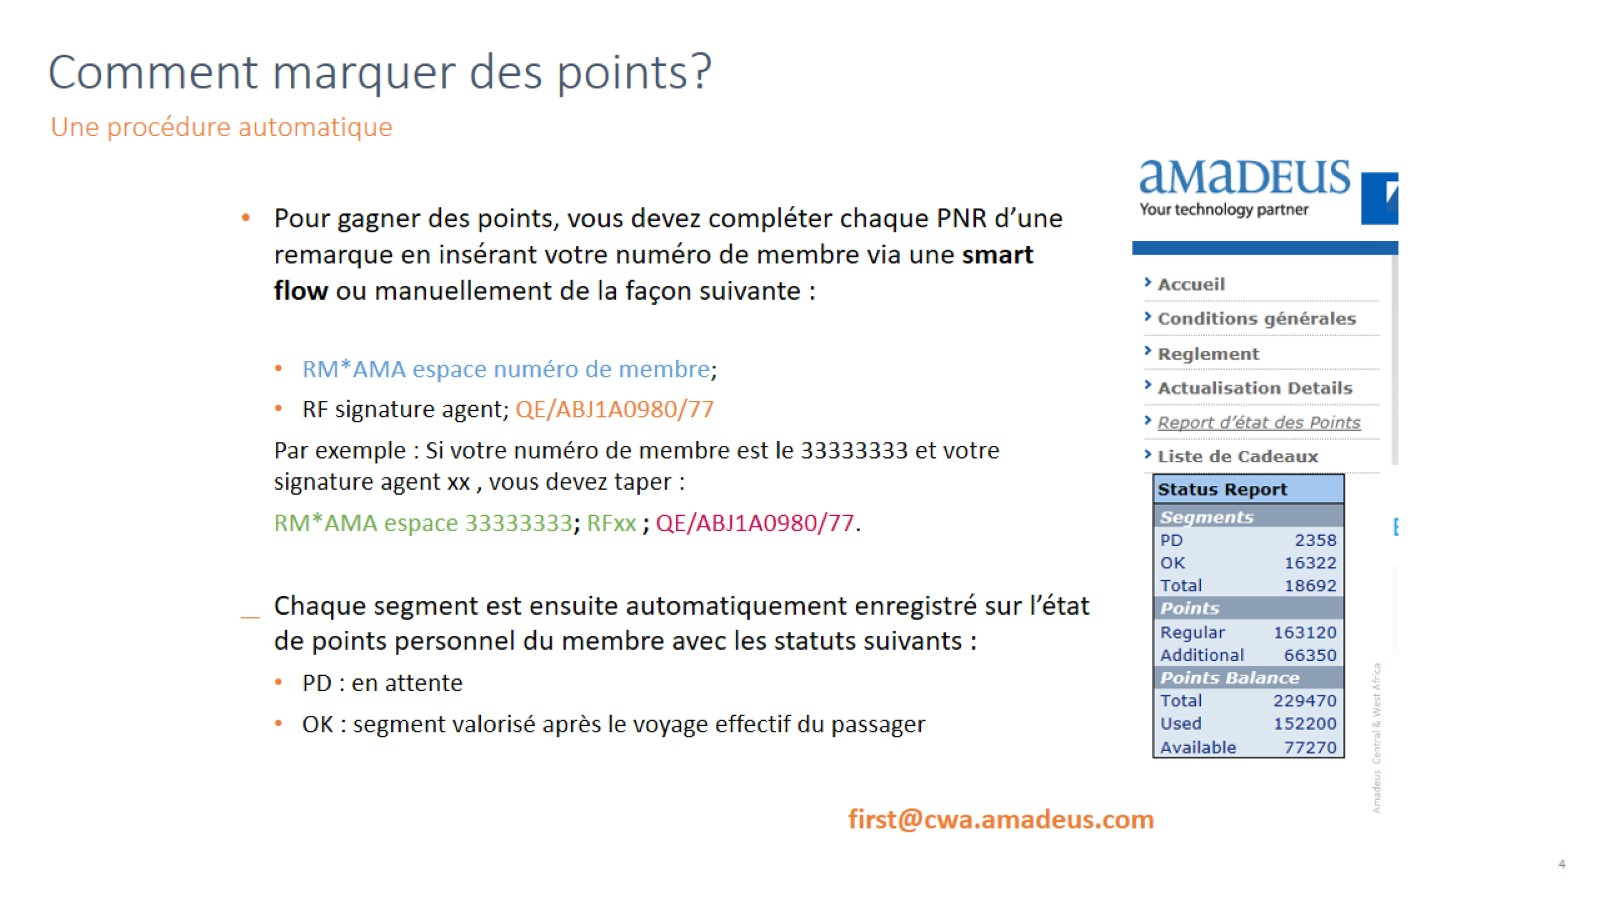 Comment marquer des points?
Une procédure automatique
• Pour gagner des points, vous devez compléter chaque PNR d’une
remarque en insérant votre numéro de membre via une smart
flow ou manuellement de la façon suivante :
• RM*AMA espace numéro de membre;
• RF signature agent; QE/ABJ1A0980/77
Par exemple : Si votre numéro de membre est le 33333333 et votre
signature agent xx , vous devez taper :
RM*AMA espace 33333333; RFxx ; QE/ABJ1A0980/77.
_ Chaque segment est ensuite automatiquement enregistré sur l’état
de points personnel du membre avec les statuts suivants :
• PD : en attente
• OK : segment valorisé après le voyage effectif du passager
amadeus
Your technology partner
Accueil
Conditions générales
Reglement
Actualisation Details
Report d’état des Points
Liste de Cadeaux
Status Report
Segments
PD 2358
OK 16322
Total 18692
Points
Regular 163120
Additional 66350
Points Balance
Total 229470
Used 152200
Available 77270
Amadeus Central & West Africa
first@cwa.amadeus.com
4